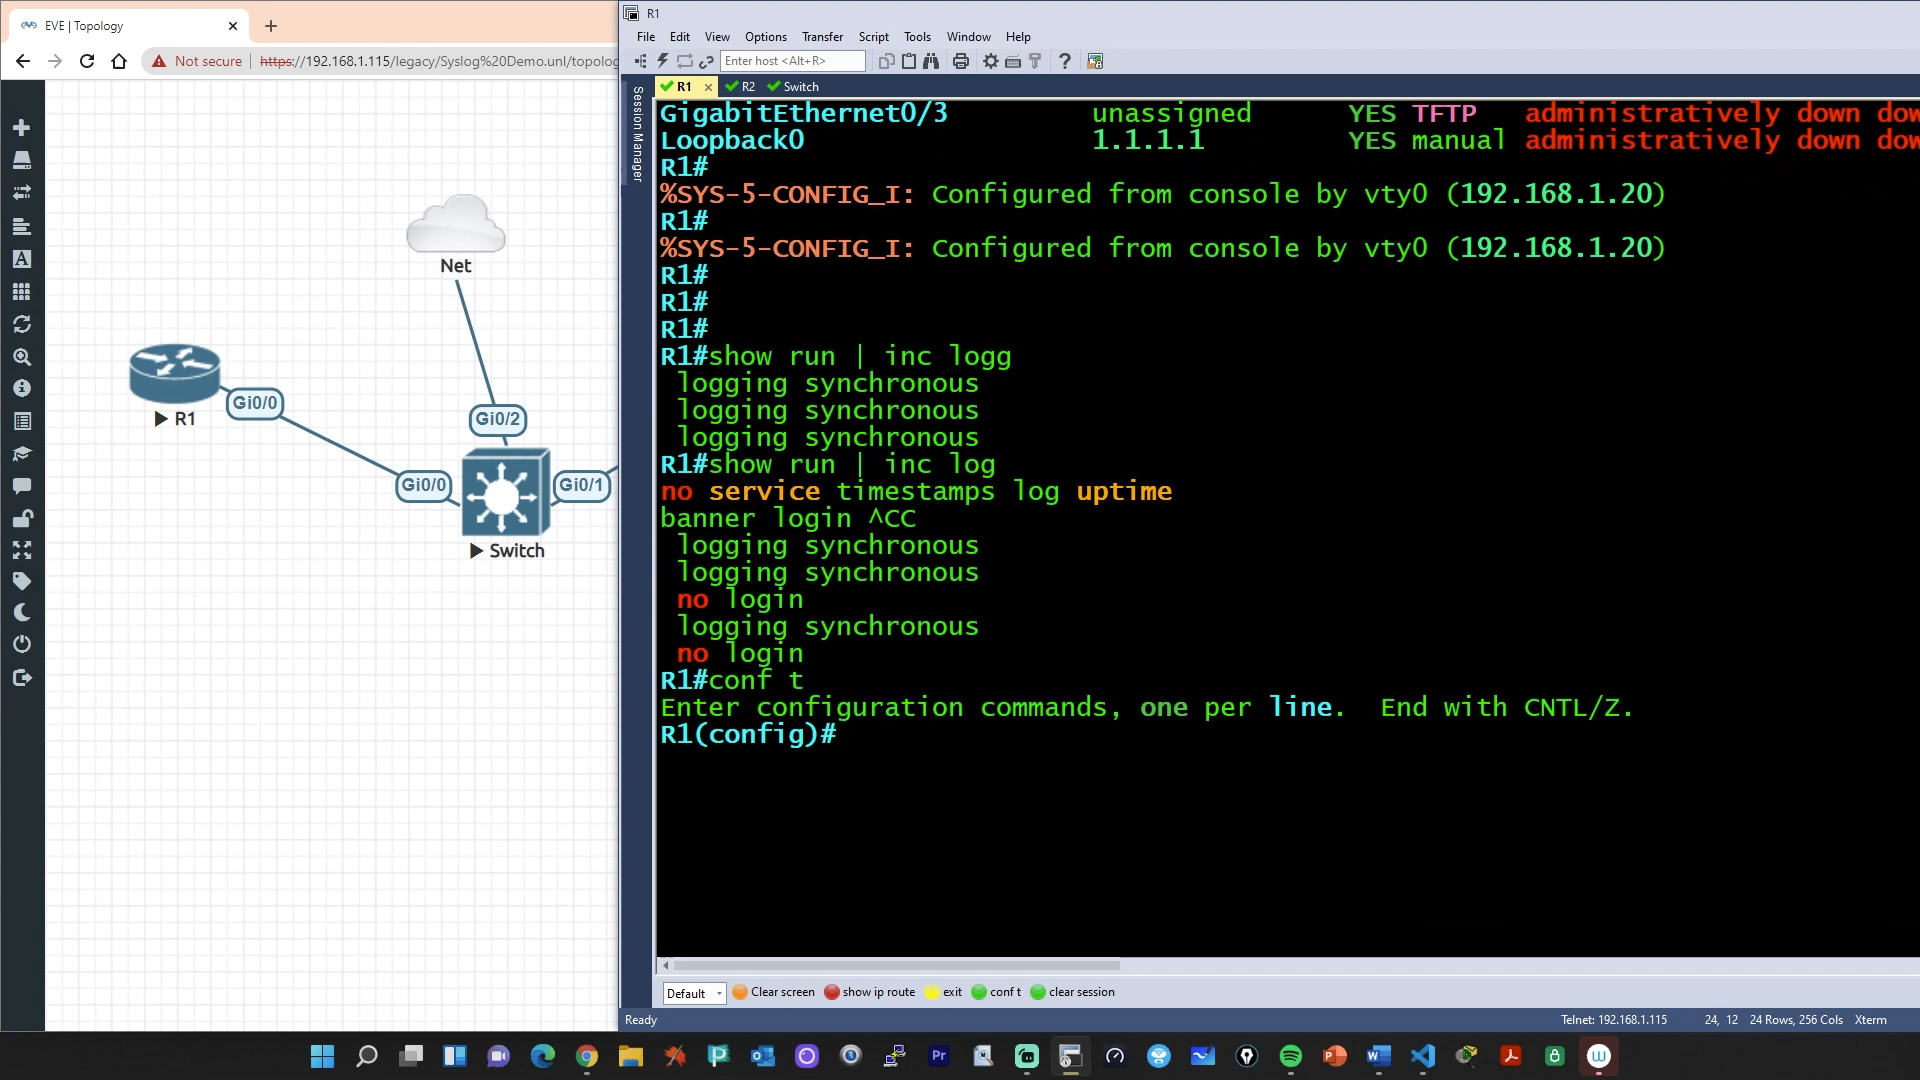 EVE | Topology
Not secure
https://192.168.1.115/legacy/Syslog%20Demo.unl/topolog
Net
R1
Gi0/0
Gi0/2
Gi0/0
Gi0/1
Switch
R1
File Edit View Options Transfer Script Tools Window Help
Enter host <Alt+R>
Session Manager
R1 R2 Switch
GigabitEthernet0/3 unassigned YES TFTP administratively down dow
Loopback0 1.1.1.1 YES manual administratively down dow
R1#
%SYS-5-CONFIG_I: Configured from console by vty0 (192.168.1.20)
R1#
%SYS-5-CONFIG_I: Configured from console by vty0 (192.168.1.20)
R1#
R1#
R1#
R1#show run | inc logg
logging synchronous
logging synchronous
logging synchronous
R1#show run | inc log
no service timestamps log uptime
banner login ^CC
logging synchronous
logging synchronous
no login
logging synchronous
no login
R1#conf t
Enter configuration commands, one per line. End with CNTL/Z.
R1(config)#
Default Clear screen show ip route exit conf t clear session
Ready
Telnet: 192.168.1.115 24, 12 24 Rows, 256 Cols Xterm
Pr